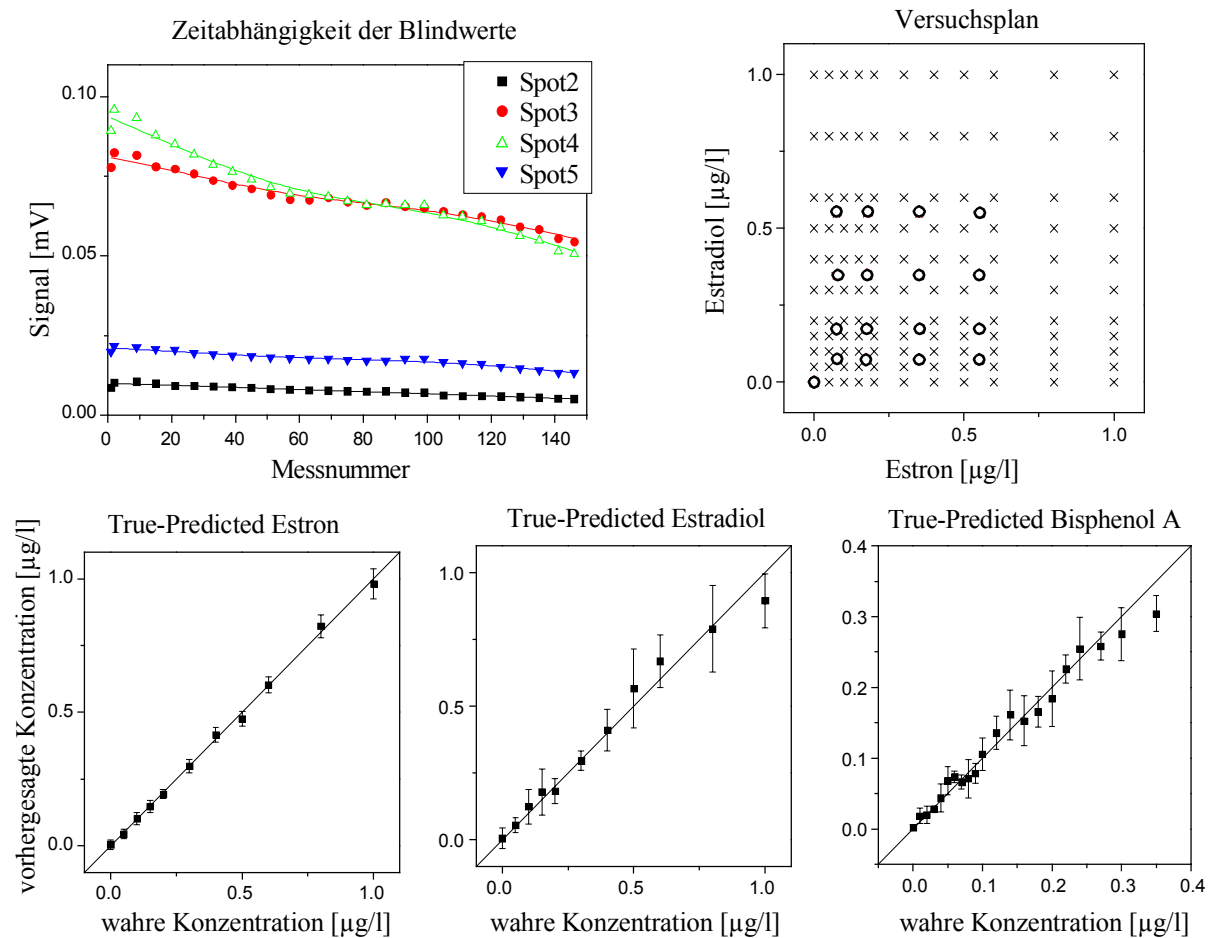 Zeitabhängigkeit der Blindwerte
Signal [mV]
0.10
0.05
0.00
0
20
40
60
80
100
120
140
Messnummer
Spot2
Spot3
Spot4
Spot5
Versuchsplan
Estradiol [µg/l]
1.0
0.5
0.0
0.0
0.5
1.0
Estron [µg/l]
True-Predicted Estron
vorhergesagte Konzentration [µg/l]
1.0
0.5
0.0
0.0
0.5
1.0
wahre Konzentration [µg/l]
True-Predicted Estradiol
1.0
0.5
0.0
0.0
0.5
1.0
wahre Konzentration [µg/l]
True-Predicted Bisphenol A
0.4
0.3
0.2
0.1
0.0
0.0
0.1
0.2
0.3
0.4
wahre Konzentration [µg/l]